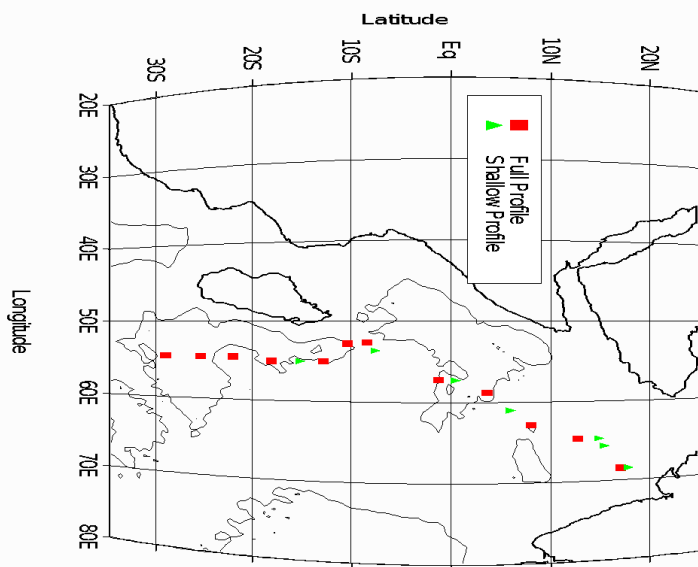 Latitude
30S
20S
10S
Eq
10N
20N
20E
30E
40E
50E
60E
70E
80E
Longitude
Full Profile
Shallow Profile